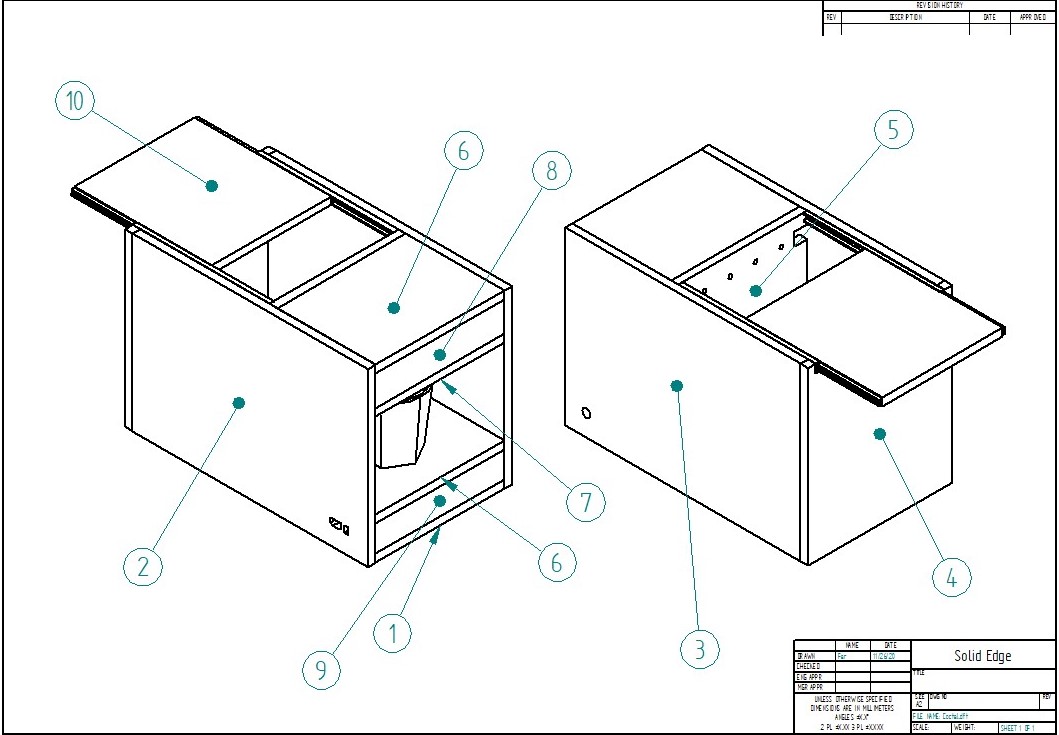 REVISION HISTORY
REV DESCRIPTION DATE APPROVED
10
6
8
5
7
6
2
4
1
3
9
NAME DATE
DRAWN Fer 11/26/20
CHECKED
ENG APPR
MGR APPR
Solid Edge
TITLE
UNLESS OTHERWISE SPECIFIED
DIMENSIONS ARE IN MILLIMETERS
ANGLES ±X.X°
2 PL ±X.XX 3 PL ±X.XXX
SIZE DWG NO REV
A2
FILE NAME: Coctel.dft
SCALE: WEIGHT: SHEET 1 OF 1